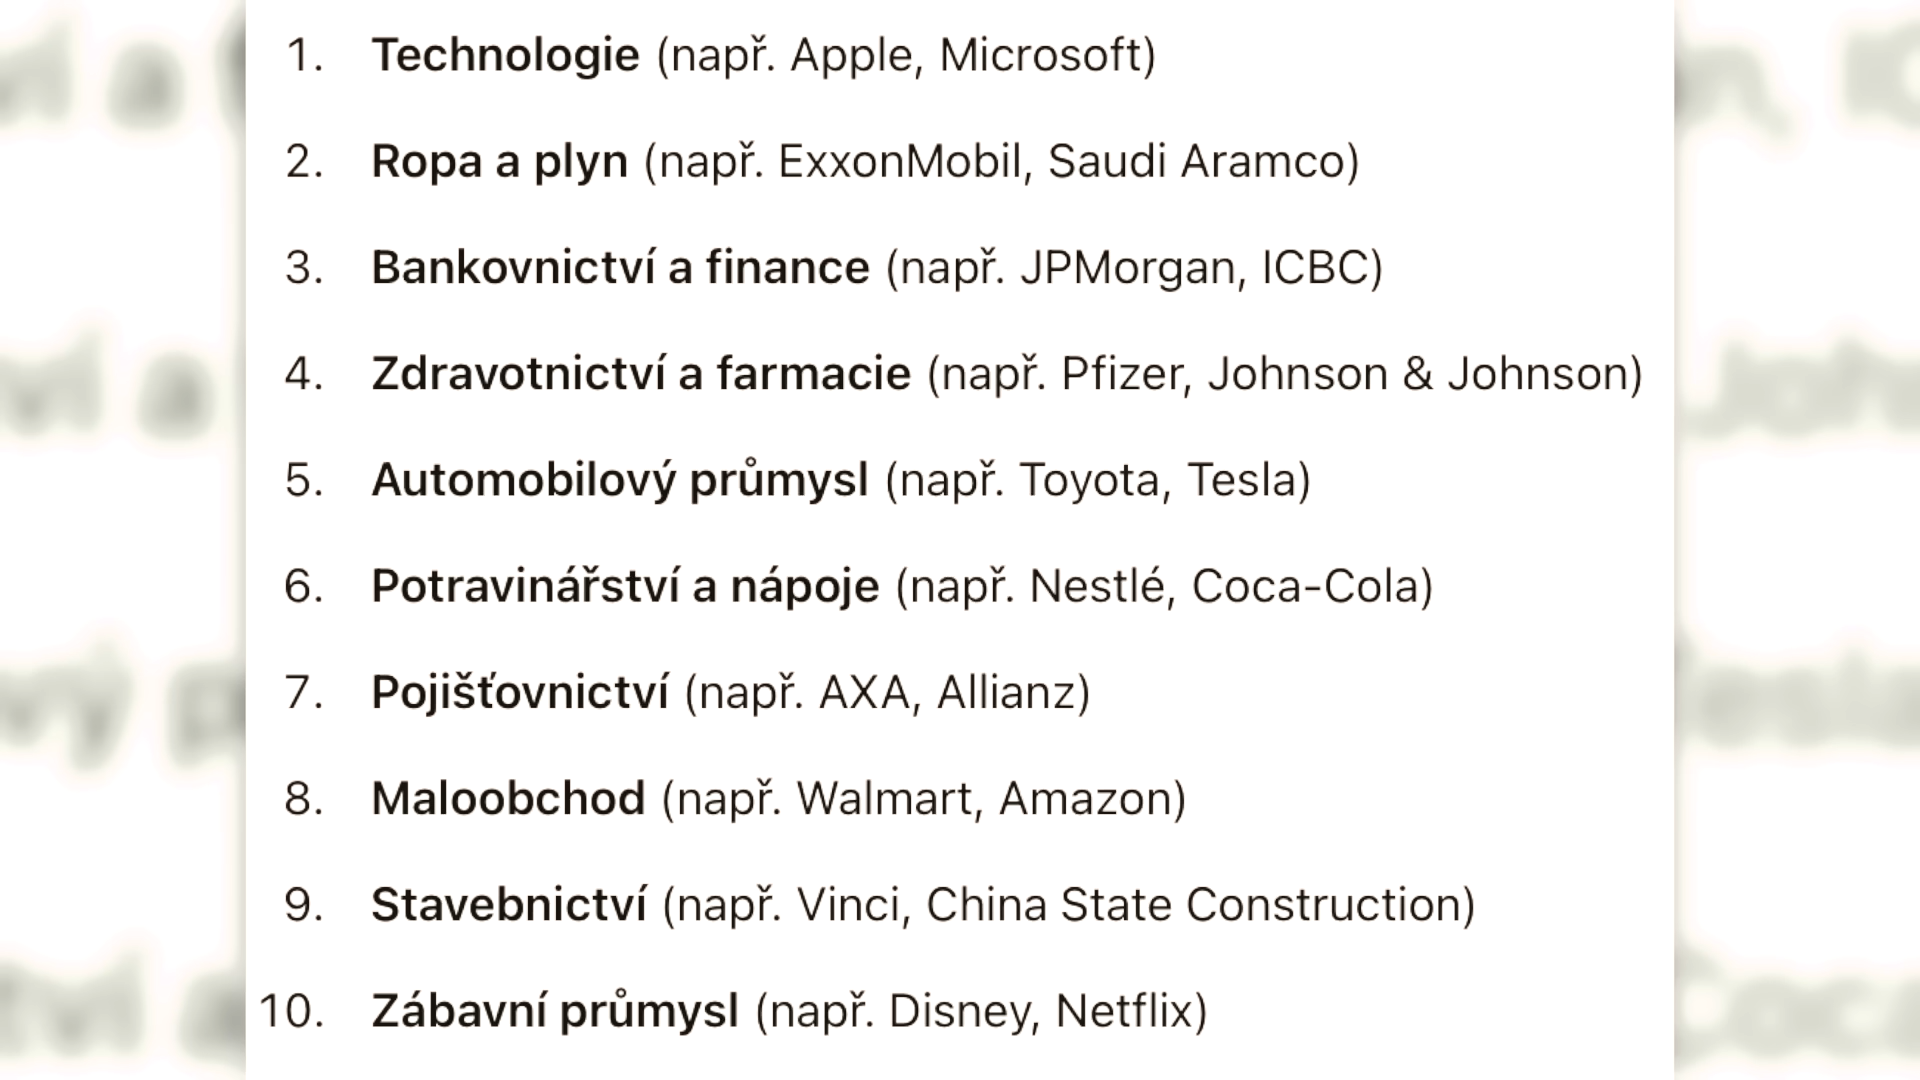 1. Technologie (např. Apple, Microsoft)
2. Ropa a plyn (např. ExxonMobil, Saudi Aramco)
3. Bankovnictví a finance (např. JPMorgan, ICBC)
4. Zdravotnictví a farmacie (např. Pfizer, Johnson & Johnson)
5. Automobilový průmysl (např. Toyota, Tesla)
6. Potravinářství a nápoje (např. Nestlé, Coca-Cola)
7. Pojišťovnictví (např. AXA, Allianz)
8. Maloobchod (např. Walmart, Amazon)
9. Stavebnictví (např. Vinci, China State Construction)
10. Zábavní průmysl (např. Disney, Netflix)